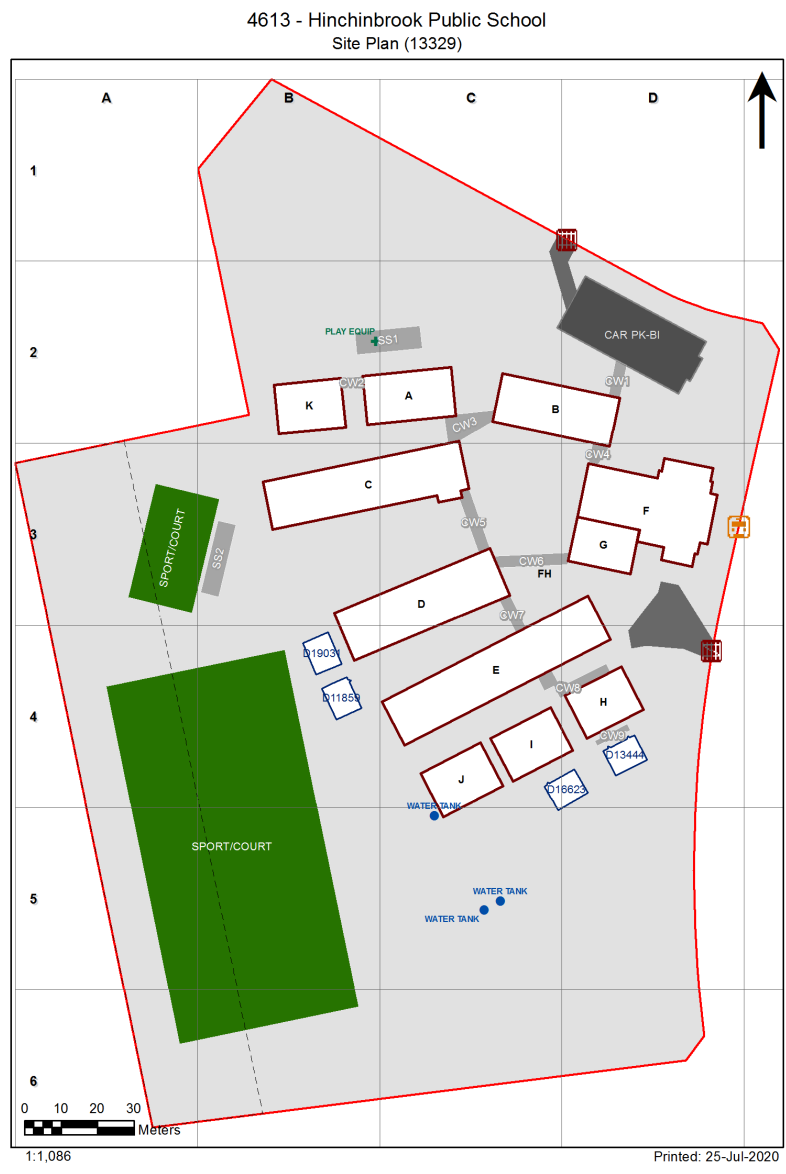 4613 - Hinchinbrook Public School
Site Plan (13329)
A B C D
1
2
PLAY EQUIP
SS1
CAR PK-BI
CW1
CW2
K
A
B
CW3
CW4
C
3
SPORT/COURT
SS2
CW5
F
G
CW6
FH
D
CW7
D19031
D11859
E
4
CW8
H
CW9
I
D13444
J
D16623
WATER TANK
SPORT/COURT
5
WATER TANK
WATER TANK
6
0 10 20 30
Meters
1:1,086
Printed: 25-Jul-2020